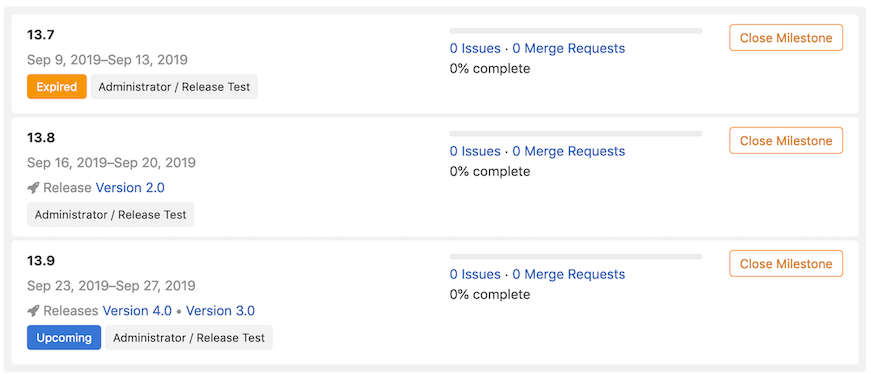 13.7
Sep 9, 2019–Sep 13, 2019
Expired Administrator / Release Test
0 Issues · 0 Merge Requests
0% complete
Close Milestone
13.8
Sep 16, 2019–Sep 20, 2019
Release Version 2.0
Administrator / Release Test
0 Issues · 0 Merge Requests
0% complete
Close Milestone
13.9
Sep 23, 2019–Sep 27, 2019
Releases Version 4.0 • Version 3.0
Upcoming Administrator / Release Test
0 Issues · 0 Merge Requests
0% complete
Close Milestone